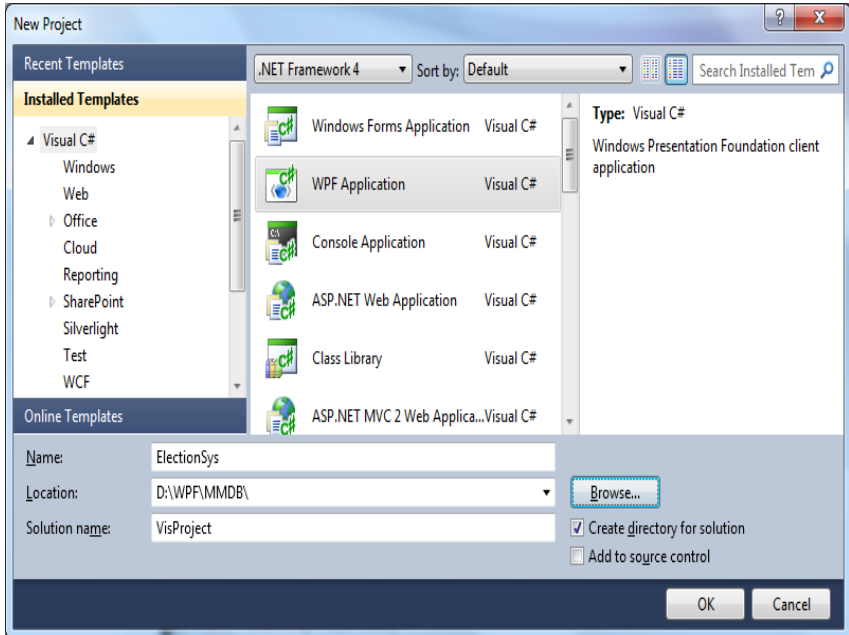 New Project
Recent Templates
Installed Templates
Visual C#
Windows
Web
Office
Cloud
Reporting
SharePoint
Silverlight
Test
WCF
Online Templates
.NET Framework 4 Sort by: Default
Search Installed Tem
Windows Forms Application Visual C#
WPF Application Visual C#
Console Application Visual C#
ASP.NET Web Application Visual C#
Class Library Visual C#
ASP.NET MVC 2 Web Applica...Visual C#
Type: Visual C#
Windows Presentation Foundation client
application
Name: ElectionSys
Location: D:\WPF\MMDB\ Browse...
Solution name: VisProject
Create directory for solution
Add to source control
OK Cancel